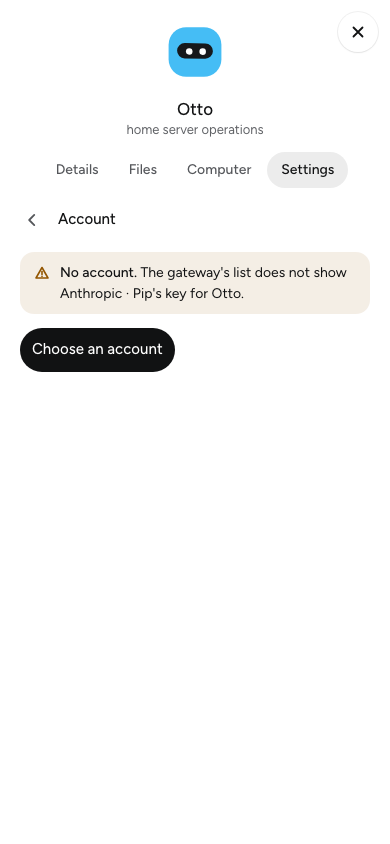 Otto
home server operations
Details Files Computer Settings
Account
No account. The gateway's list does not show
Anthropic · Pip's key for Otto.
Choose an account